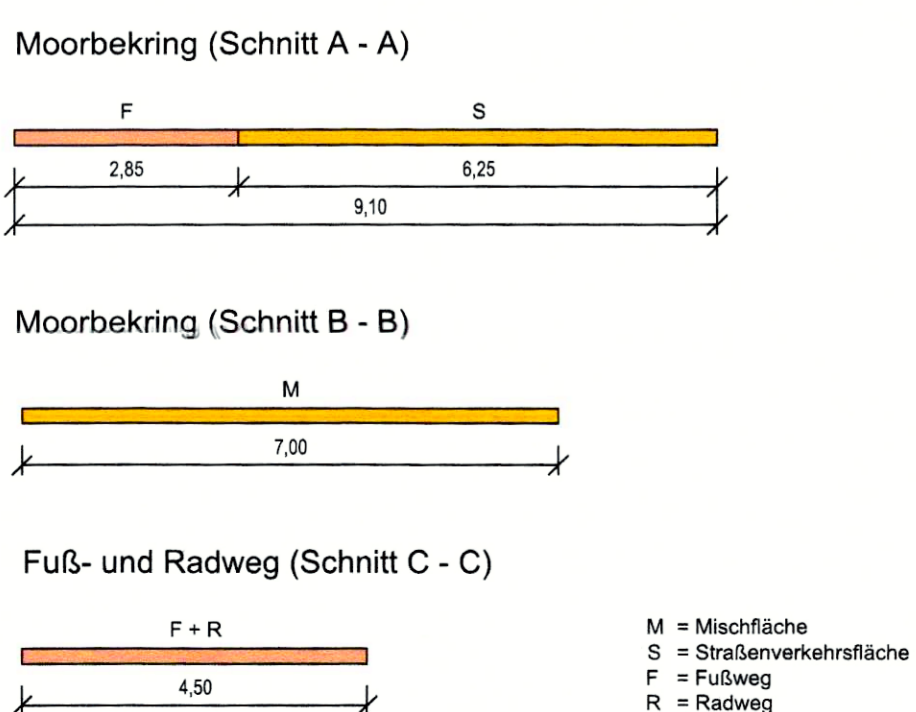 Moorbekring (Schnitt A - A)
F S
2,85 6,25
9,10
Moorbekring (Schnitt B - B)
M
7,00
Fuß- und Radweg (Schnitt C - C)
F + R
4,50
M = Mischfläche
S = Straßenverkehrsfläche
F = Fußweg
R = Radweg